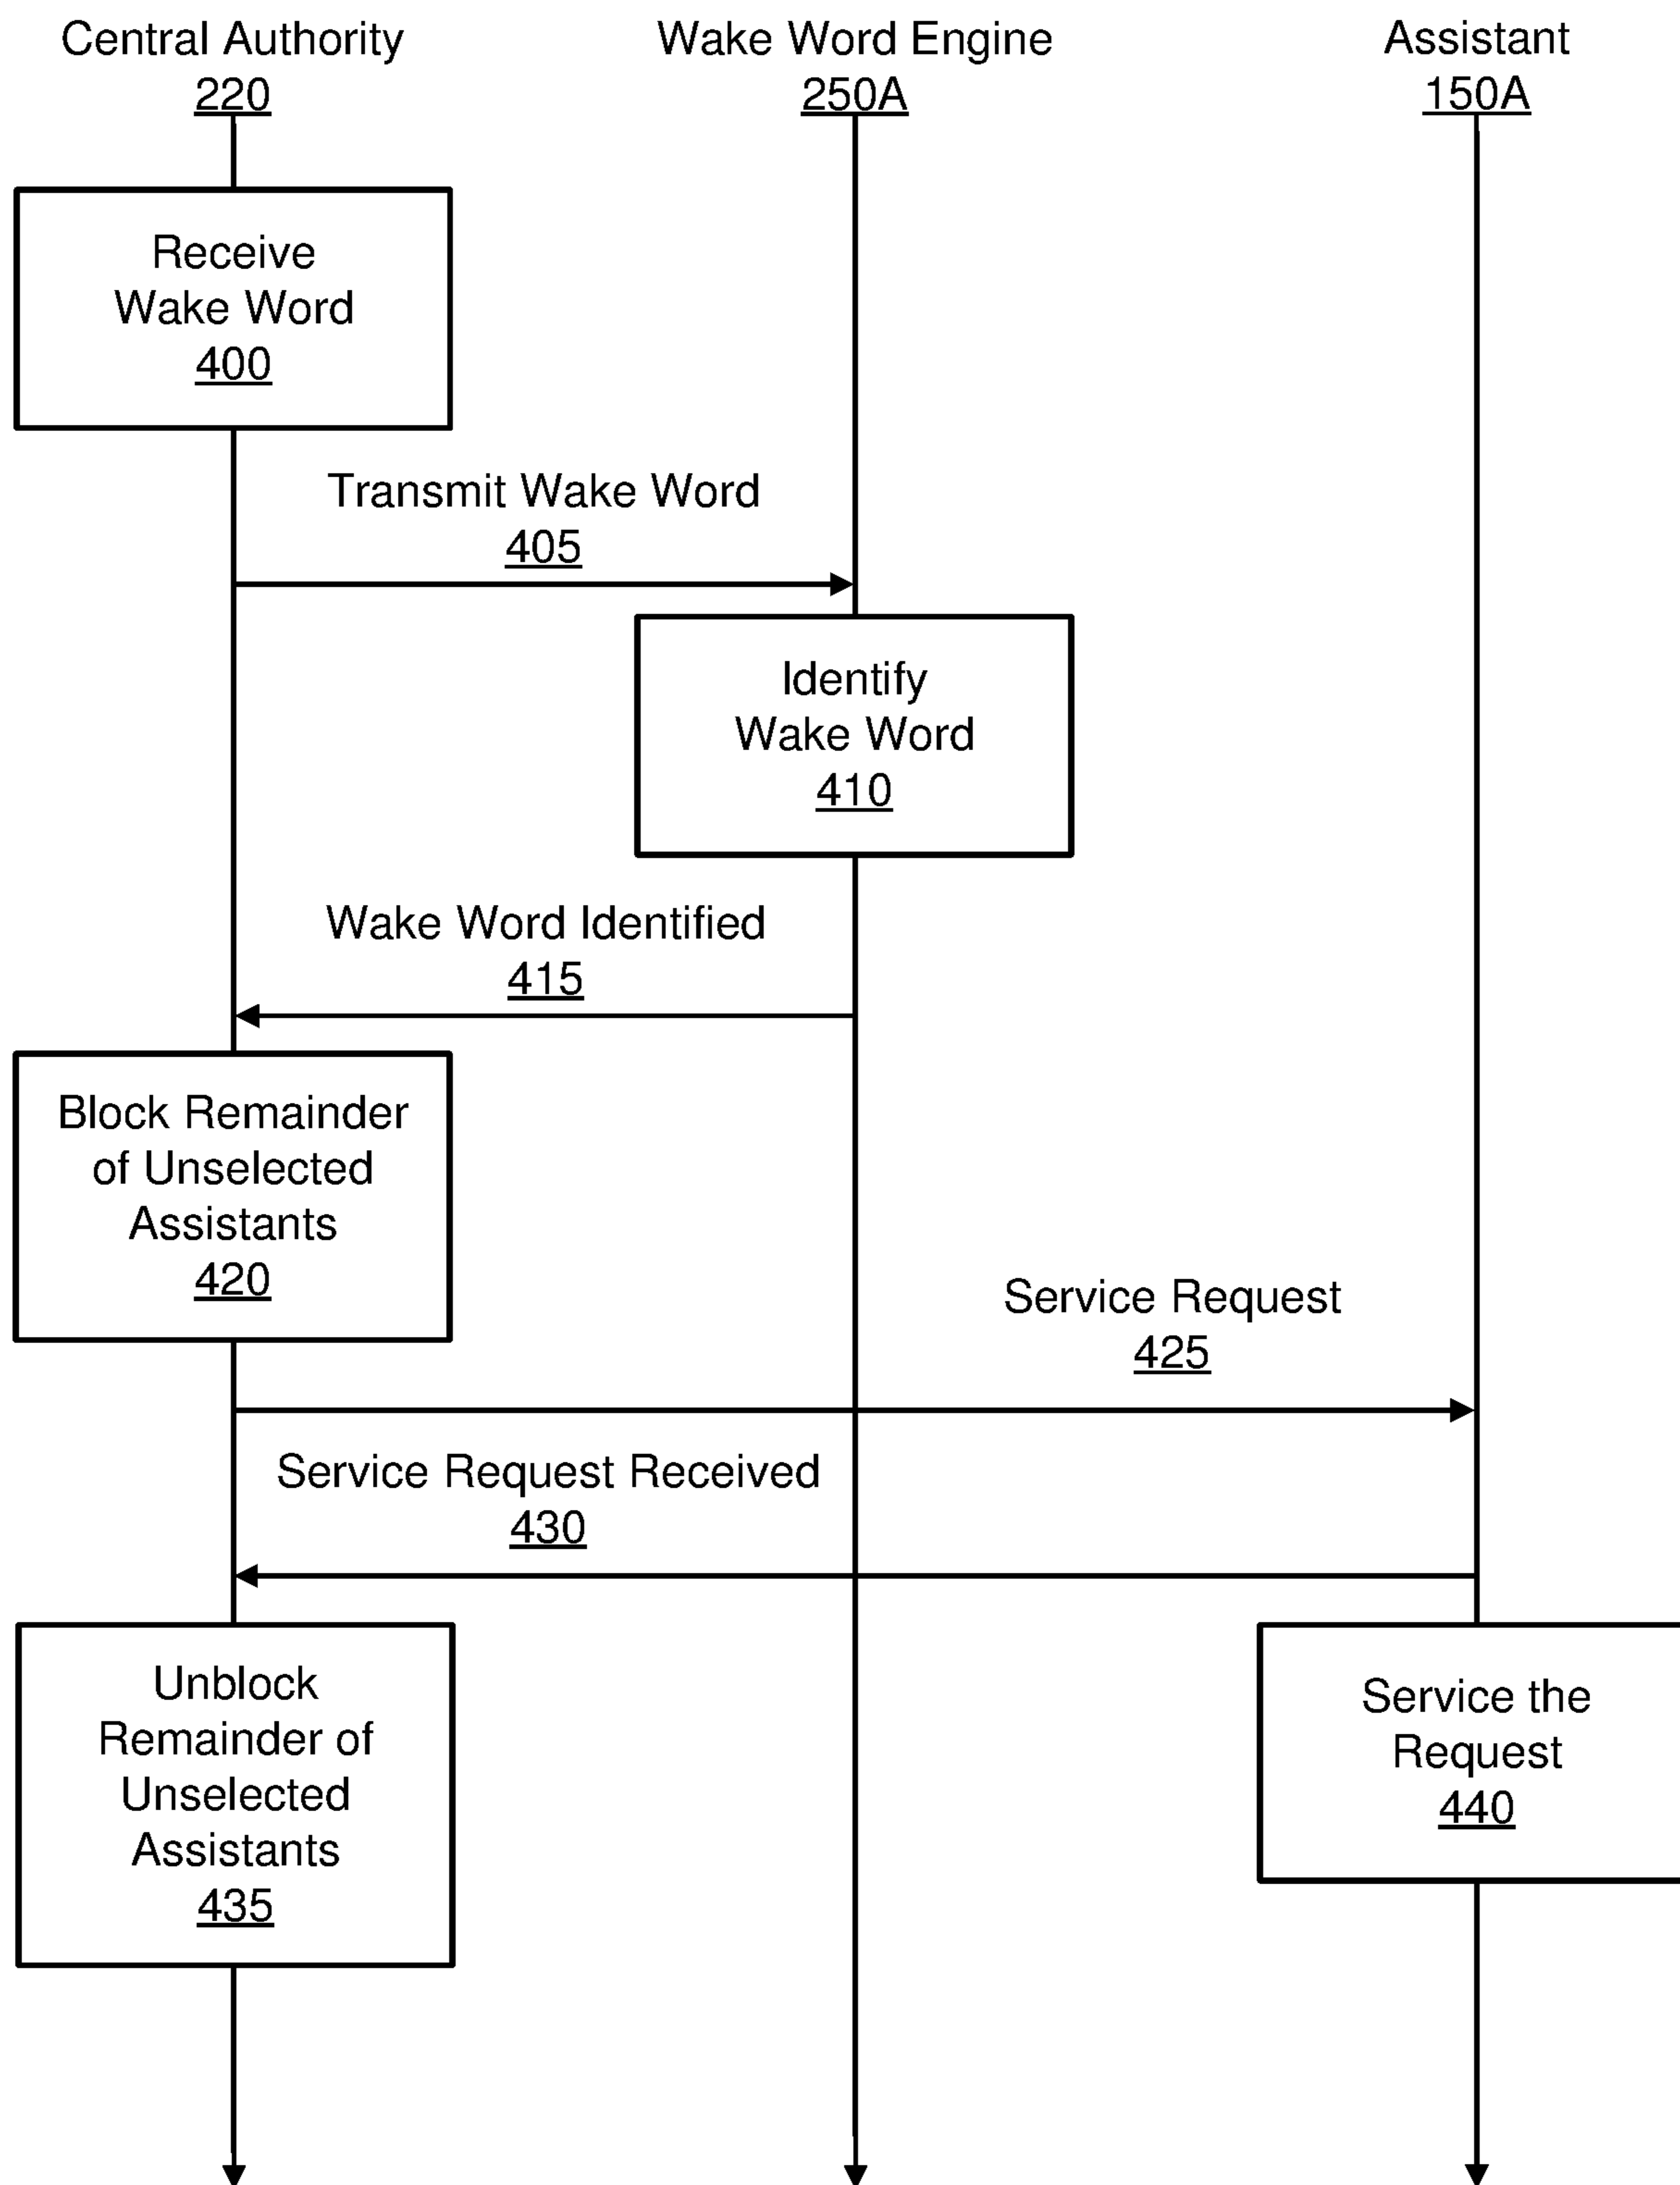 Central Authority
220
Wake Word Engine
250A
Assistant
150A
Receive
Wake Word
400
Transmit Wake Word
405
Identify
Wake Word
410
Wake Word Identified
415
Block Remainder
of Unselected
Assistants
420
Service Request
425
Service Request Received
430
Unblock
Remainder of
Unselected
Assistants
435
Service the
Request
440